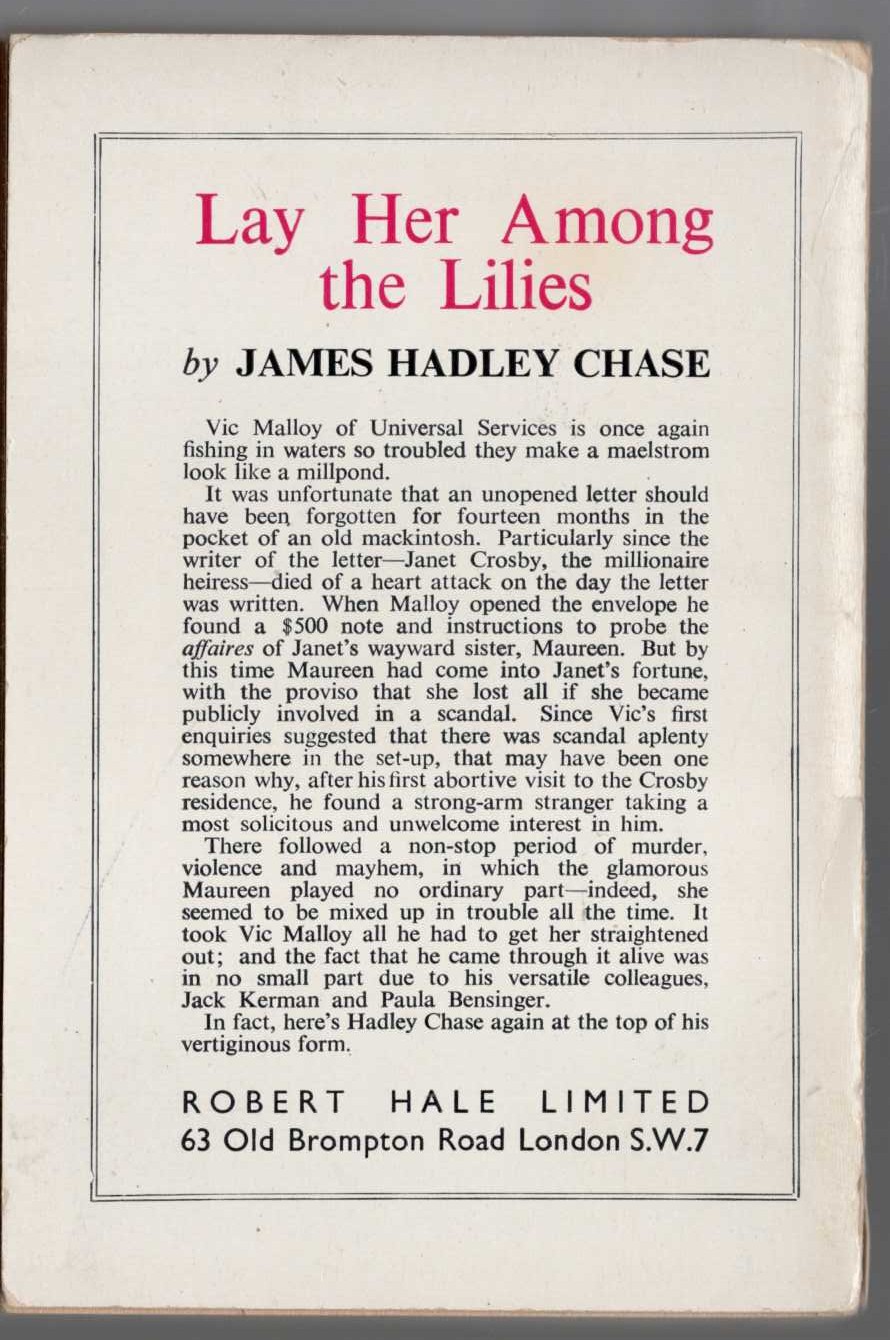 Lay Her Among
the Lilies
by JAMES HADLEY CHASE
Vic Malloy of Universal Services is once again
fishing in waters so troubled they make a maelstrom
look like a millpond.
It was unfortunate that an unopened letter should
have been forgotten for fourteen months in the
pocket of an old mackintosh. Particularly since the
writer of the letter—Janet Crosby, the millionaire
heiress—died of a heart attack on the day the letter
was written. When Malloy opened the envelope he
found a $500 note and instructions to probe the
affaires of Janet's wayward sister, Maureen. But by
this time Maureen had come into Janet's fortune,
with the proviso that she lost all if she became
publicly involved in a scandal. Since Vic's first
enquiries suggested that there was scandal aplenty
somewhere in the set-up, that may have been one
reason why, after his first abortive visit to the Crosby
residence, he found a strong-arm stranger taking a
most solicitous and unwelcome interest in him.
There followed a non-stop period of murder,
violence and mayhem, in which the glamorous
Maureen played no ordinary part—indeed, she
seemed to be mixed up in trouble all the time. It
took Vic Malloy all he had to get her straightened
out; and the fact that he came through it alive was
in no small part due to his versatile colleagues,
Jack Kerman and Paula Bensinger.
In fact, here's Hadley Chase again at the top of his
vertiginous form.
ROBERT HALE LIMITED
63 Old Brompton Road London S.W.7